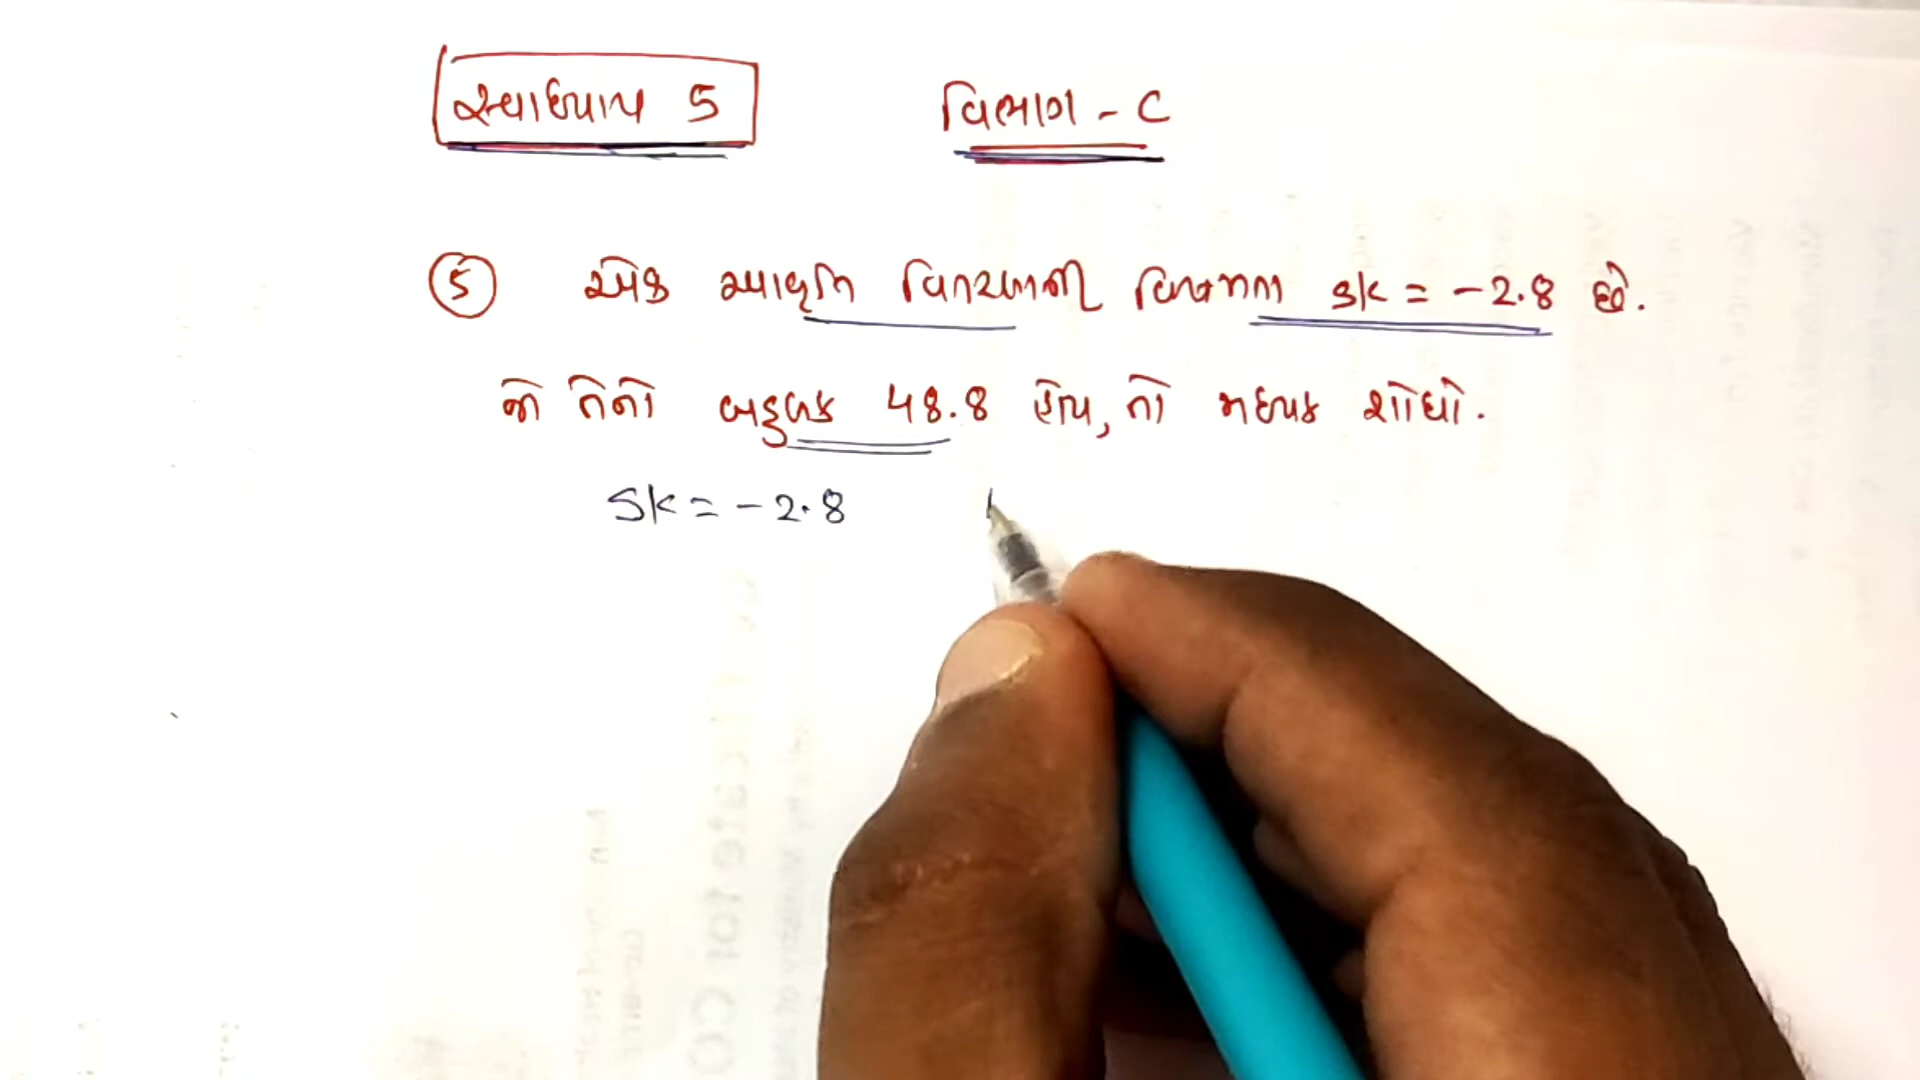 સ્વાધ્યાય 5
વિભાગ - C
5 એક આવૃત્તિ વિતરણની વિષમતા Sk = -2.8 છે.
જો તેનો બહુલક 48.8 હોય, તો મધ્યક શોધો.
Sk = -2.8